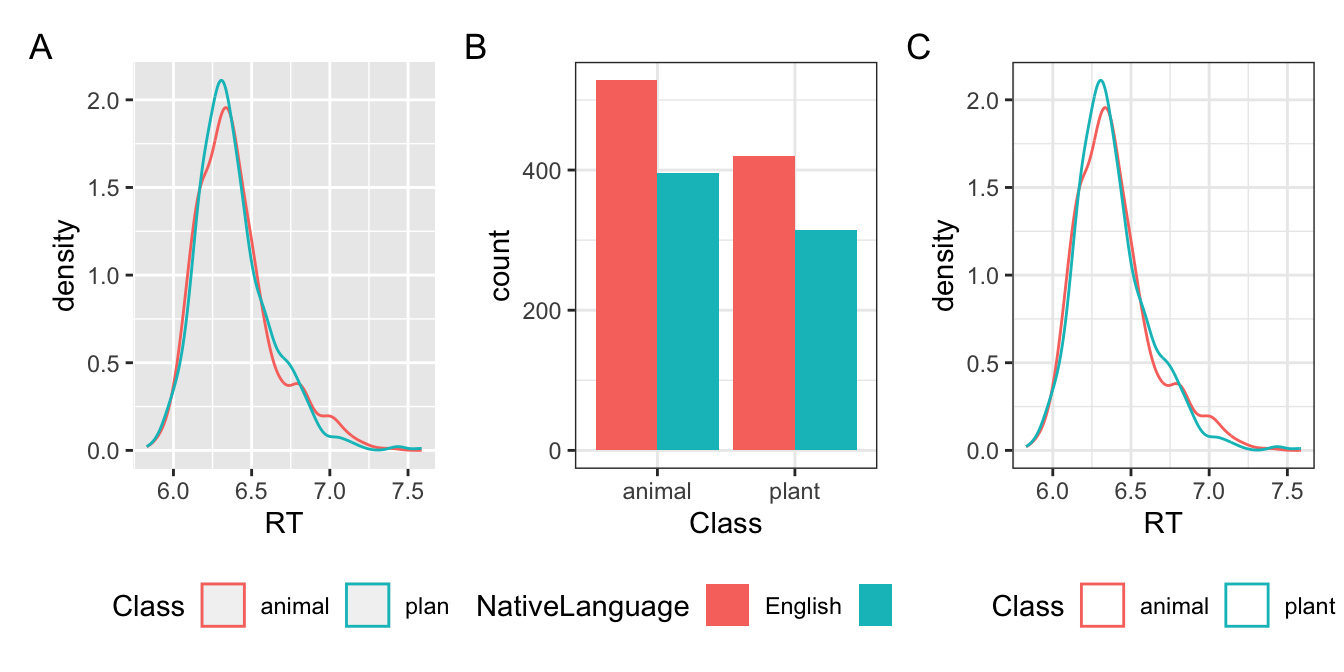 A
B
C
density
2.0
1.5
1.0
0.5
0.0
6.0 6.5 7.0 7.5
RT
count
400
200
0
animal plant
Class
density
2.0
1.5
1.0
0.5
0.0
6.0 6.5 7.0 7.5
RT
Class animal plan
NativeLanguage English
Class animal plant